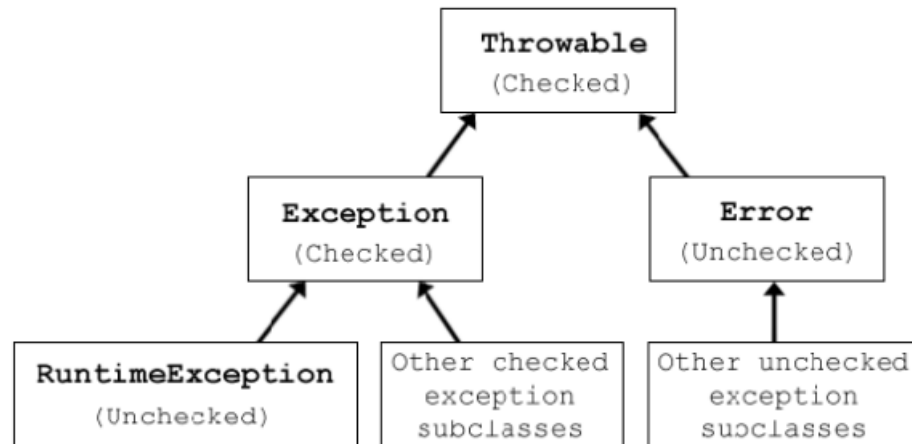 Throwable
(Checked)
Exception
(Checked)
Error
(Unchecked)
RuntimeException
(Unchecked)
Other checked
exception
subclasses
Other unchecked
exception
subclasses